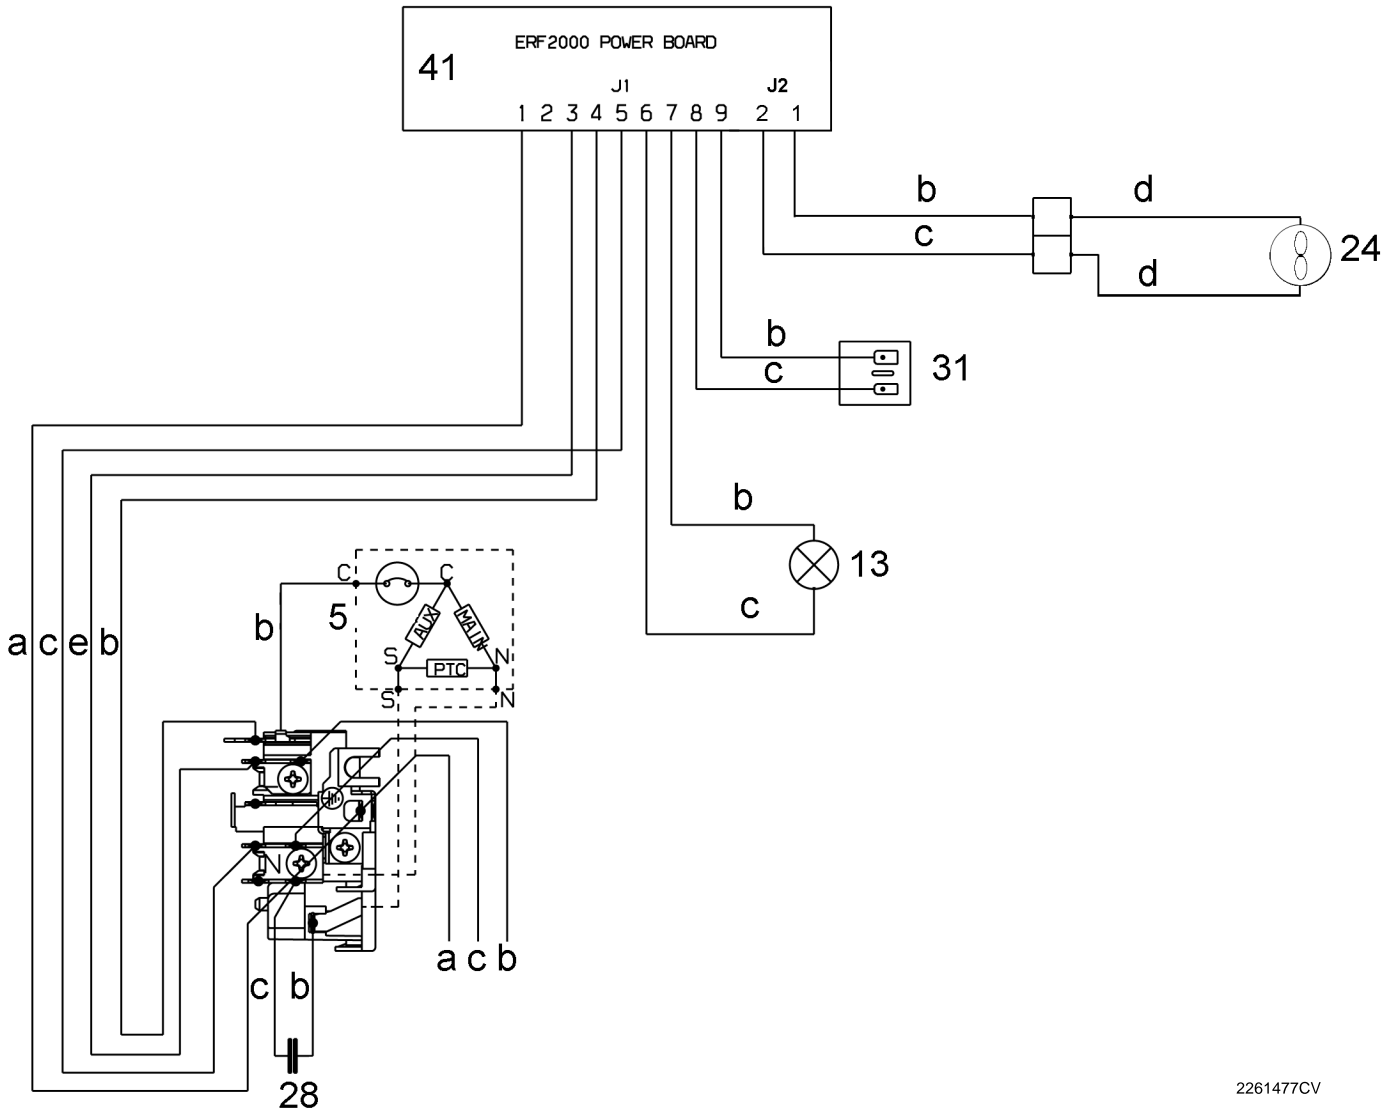 ERF2000 POWER BOARD
41
J1 J2
1 2 3 4 5 6 7 8 9 2 1
b d
c
24
d
b
31
c
b
13
C C
5
c
AUX MAIN
b
a c e b
S N
PTC
S N
N
a c b
c b
28
2261477CV